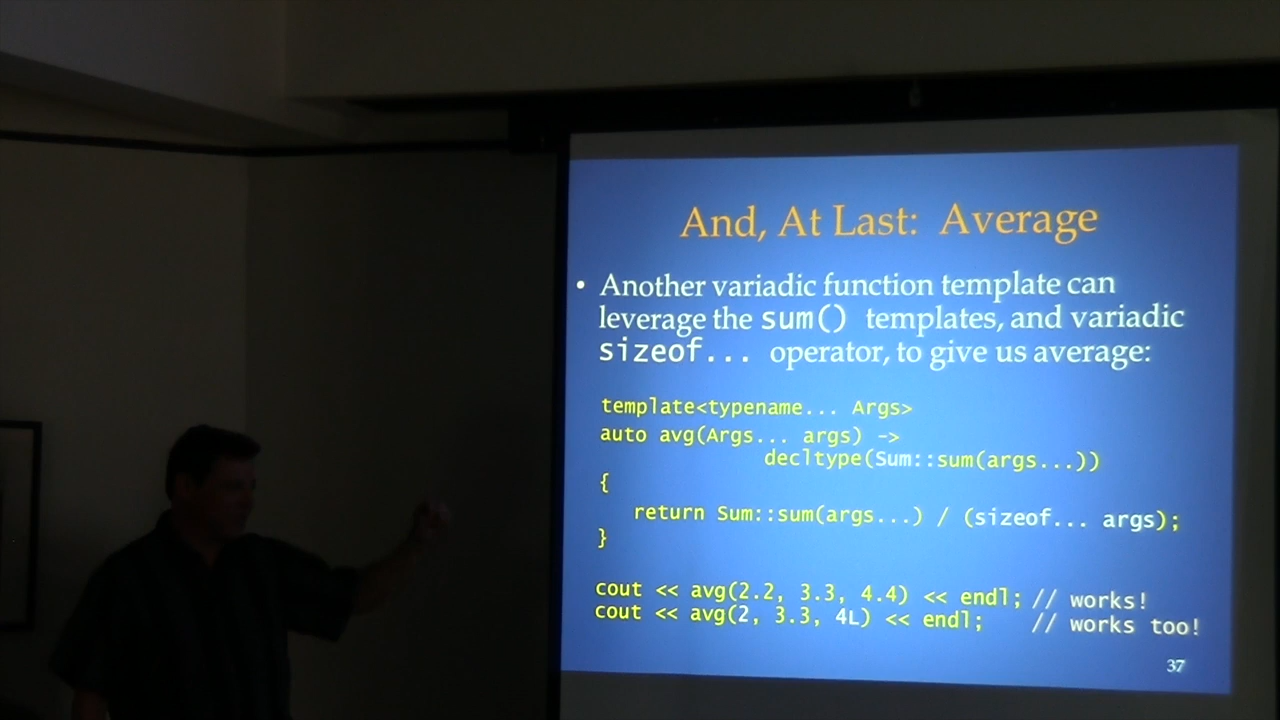 And, At Last: Average
• Another variadic function template can
leverage the sum() templates, and variadic
sizeof... operator, to give us average:
template<typename... Args>
auto avg(Args... args) ->
decltype(Sum::sum(args...))
{
return Sum::sum(args...) / (sizeof... args);
}
cout << avg(2.2, 3.3, 4.4) << endl; // works!
cout << avg(2, 3.3, 4L) << endl; // works too!
37